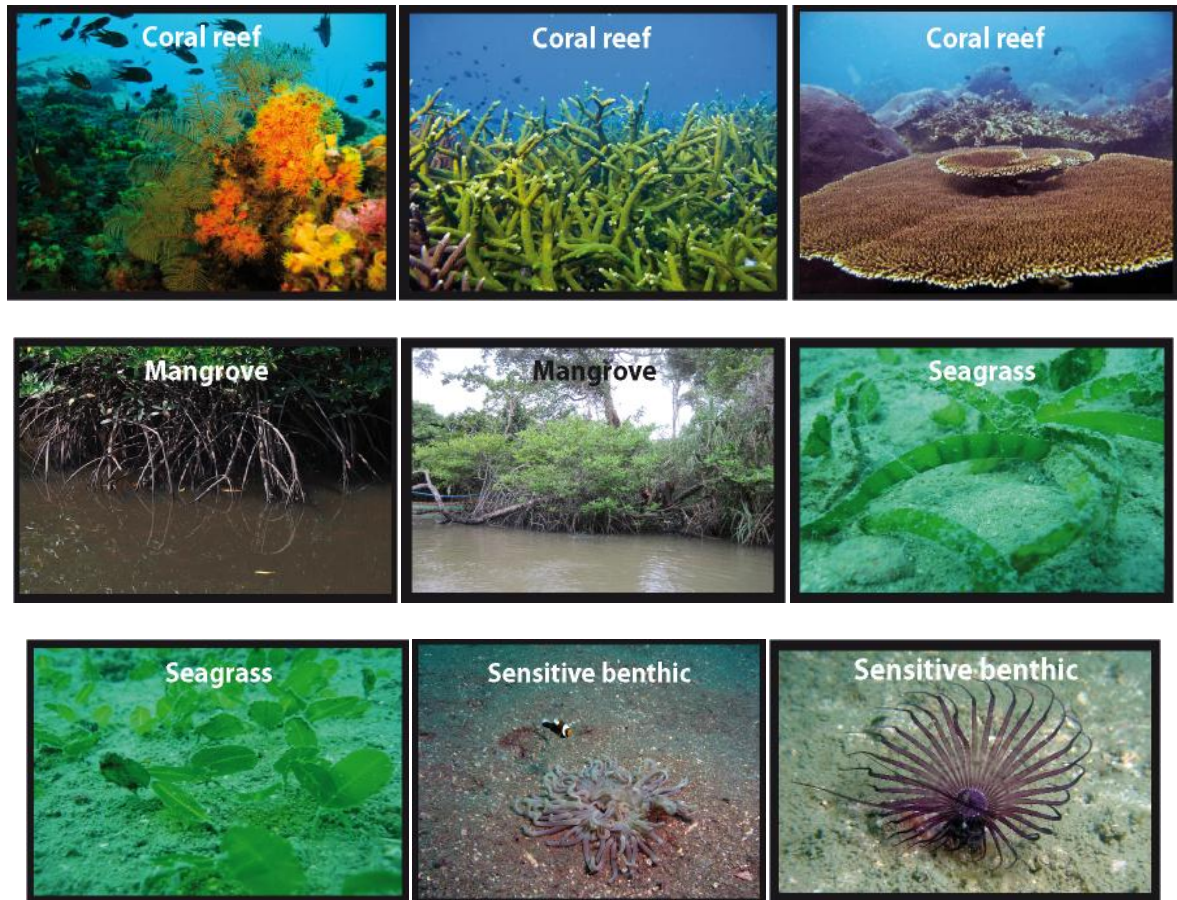 Coral reef
Coral reef
Coral reef
Mangrove
Mangrove
Seagrass
Seagrass
Sensitive benthic
Sensitive benthic